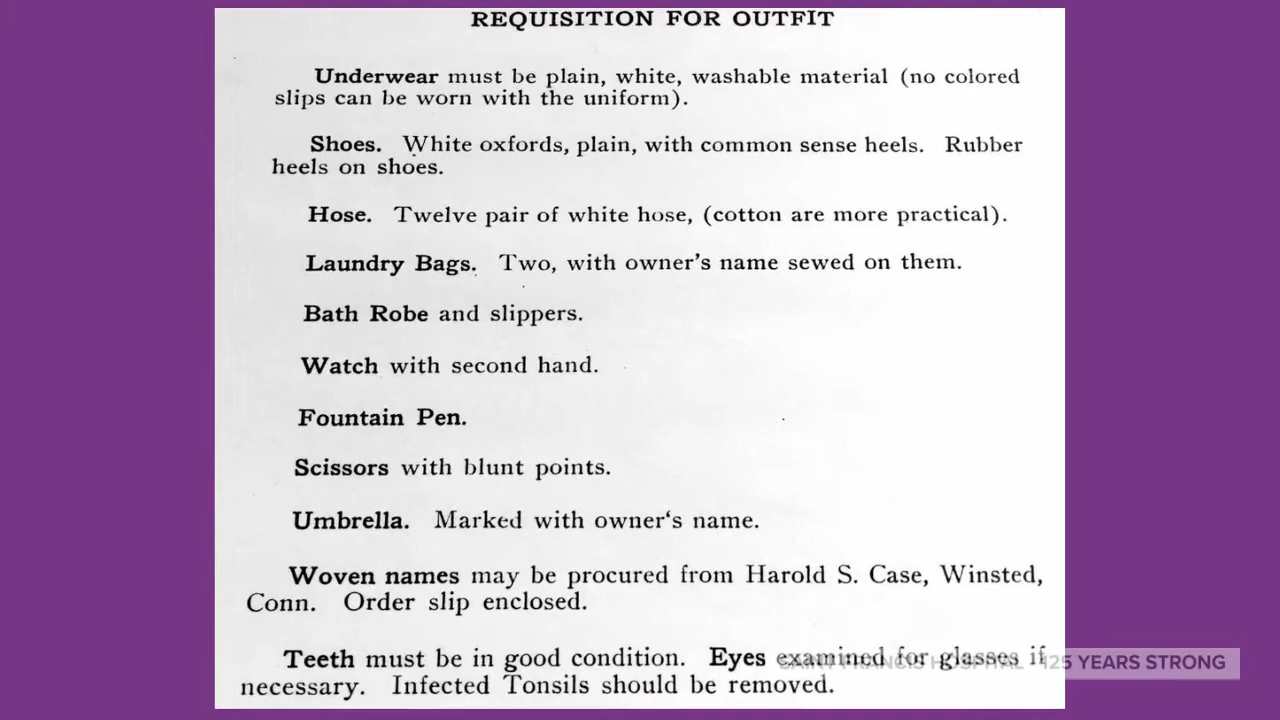 REQUISITION FOR OUTFIT
Underwear must be plain, white, washable material (no colored
slips can be worn with the uniform).
Shoes. White oxfords, plain, with common sense heels. Rubber
heels on shoes.
Hose. Twelve pair of white hose, (cotton are more practical).
Laundry Bags. Two, with owner's name sewed on them.
Bath Robe and slippers.
Watch with second hand.
Fountain Pen.
Scissors with blunt points.
Umbrella. Marked with owner‘s name.
Woven names may be procured from Harold S. Case, Winsted,
Conn. Order slip enclosed.
Teeth must be in good condition. Eyes examined for glasses if
necessary. Infected Tonsils should be removed.
SAINT FRANCIS HOSPITAL 125 YEARS STRONG